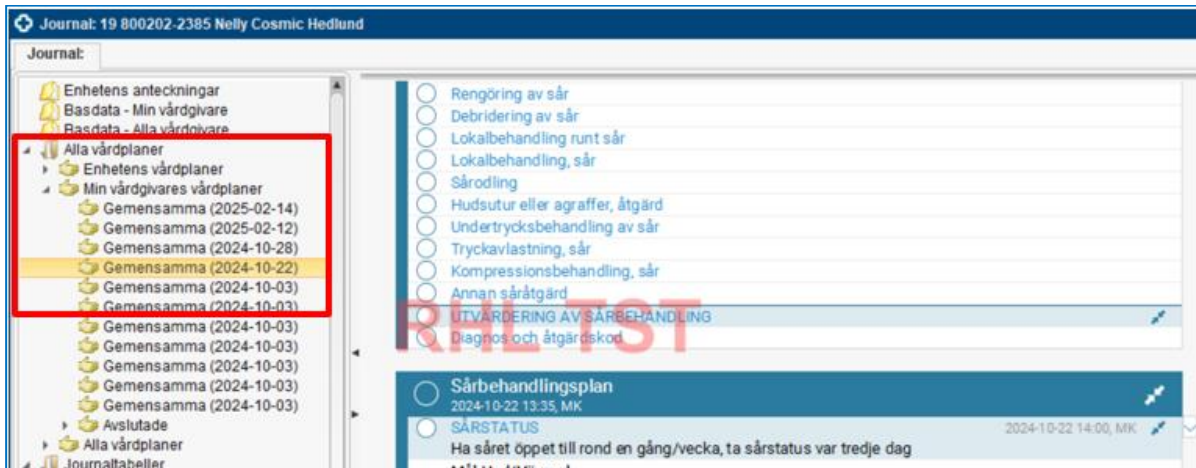 Journal: 19 800202-2385 Nelly Cosmic Hedlund
Journal:
Enhetens anteckningar
Basdata - Min vårdgivare
Basdata - Alla vårdgivare
Alla vårdplaner
Enhetens vårdplaner
Min vårdgivares vårdplaner
Gemensamma (2025-02-14)
Gemensamma (2025-02-12)
Gemensamma (2024-10-28)
Gemensamma (2024-10-22)
Gemensamma (2024-10-03)
Gemensamma (2024-10-03)
Gemensamma (2024-10-03)
Gemensamma (2024-10-03)
Gemensamma (2024-10-03)
Gemensamma (2024-10-03)
Gemensamma (2024-10-03)
Avslutade
Alla vårdplaner
Journaltabeller
Rengöring av sår
Debridering av sår
Lokalbehandling runt sår
Lokalbehandling, sår
Sårodling
Hudsutur eller agraffer, åtgärd
Undertrycksbehandling av sår
Tryckavlastning, sår
Kompressionsbehandling, sår
Annan såråtgärd
UTVÄRDERING AV SÅRBEHANDLING
Diagnos och åtgärdskod
RHL TST
Sårbehandlingsplan
2024-10-22 13:35, MK
SÅRSTATUS 2024-10-22 14:00, MK
Ha såret öppet till rond en gång/vecka, ta sårstatus var tredje dag